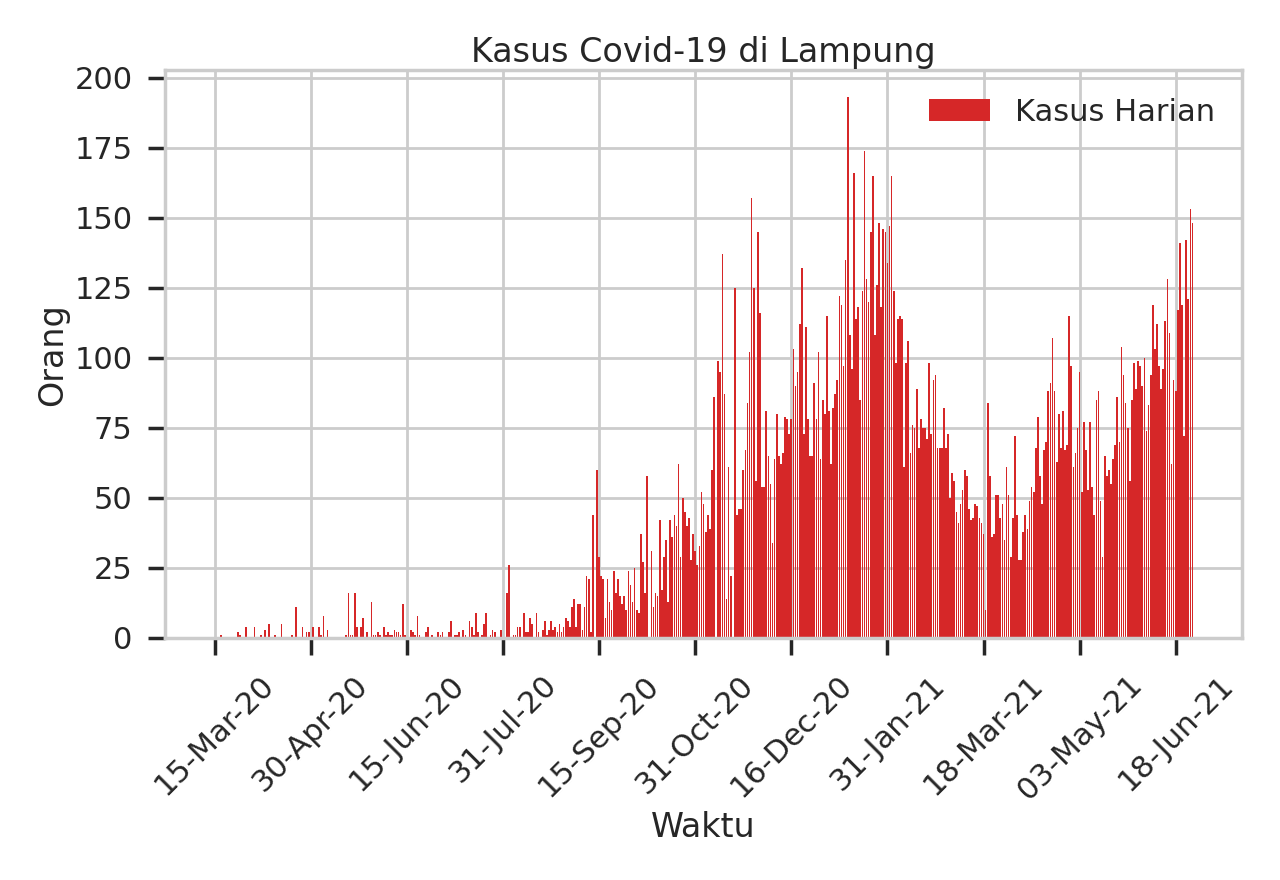 Kasus Covid-19 di Lampung
Kasus Harian
Orang
200
175
150
125
100
75
50
25
0
15-Mar-20
30-Apr-20
15-Jun-20
31-Jul-20
15-Sep-20
31-Oct-20
16-Dec-20
31-Jan-21
18-Mar-21
03-May-21
18-Jun-21
Waktu